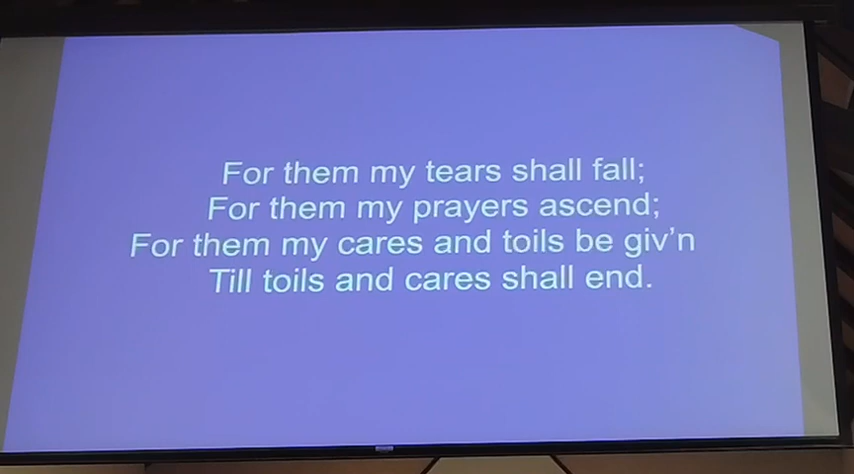 For them my tears shall fall;
For them my prayers ascend;
For them my cares and toils be giv'n
Till toils and cares shall end.